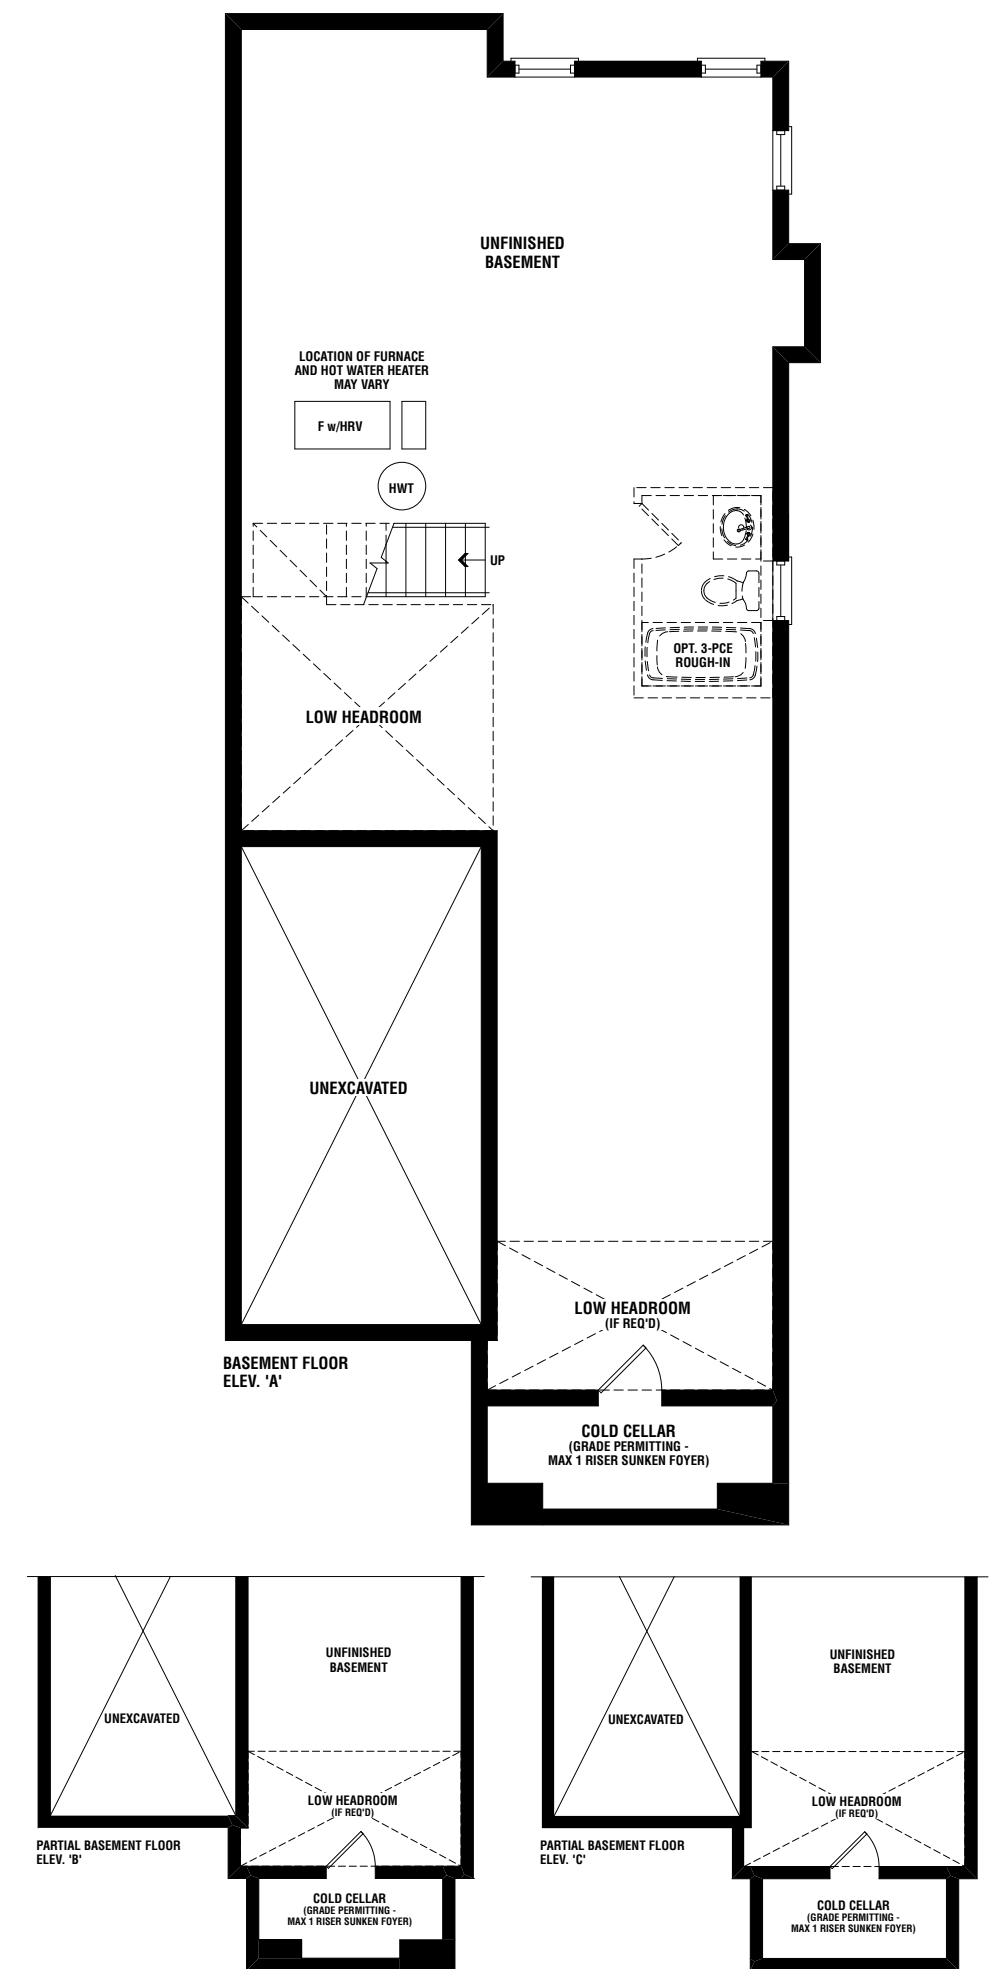 UNFINISHED
BASEMENT
LOCATION OF FURNACE
AND HOT WATER HEATER
MAY VARY
F w/HRV
HWT
UP
OPT. 3-PCE
ROUGH-IN
LOW HEADROOM
UNEXCAVATED
LOW HEADROOM
(IF REQ'D)
BASEMENT FLOOR
ELEV. 'A'
COLD CELLAR
(GRADE PERMITTING -
MAX 1 RISER SUNKEN FOYER)
UNFINISHED
BASEMENT
UNEXCAVATED
LOW HEADROOM
(IF REQ'D)
PARTIAL BASEMENT FLOOR
ELEV. 'B'
COLD CELLAR
(GRADE PERMITTING -
MAX 1 RISER SUNKEN FOYER)
UNFINISHED
BASEMENT
UNEXCAVATED
LOW HEADROOM
(IF REQ'D)
PARTIAL BASEMENT FLOOR
ELEV. 'C'
COLD CELLAR
(GRADE PERMITTING -
MAX 1 RISER SUNKEN FOYER)